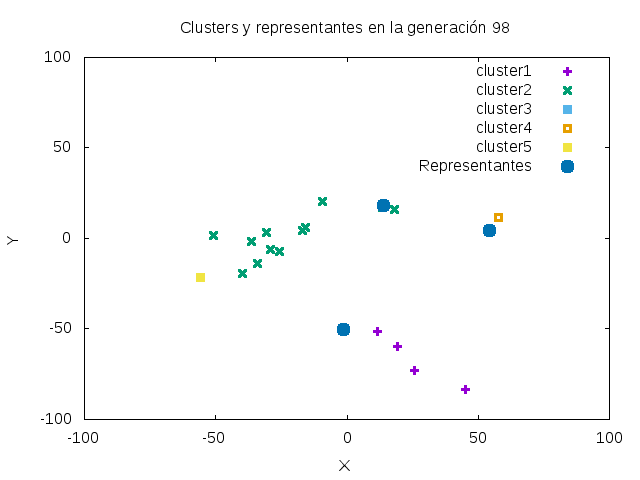 Clusters y representantes en la generación 98
100
50
0
-50
-100
-100
-50
0
50
100
X
Y
cluster1
cluster2
cluster3
cluster4
cluster5
Representantes